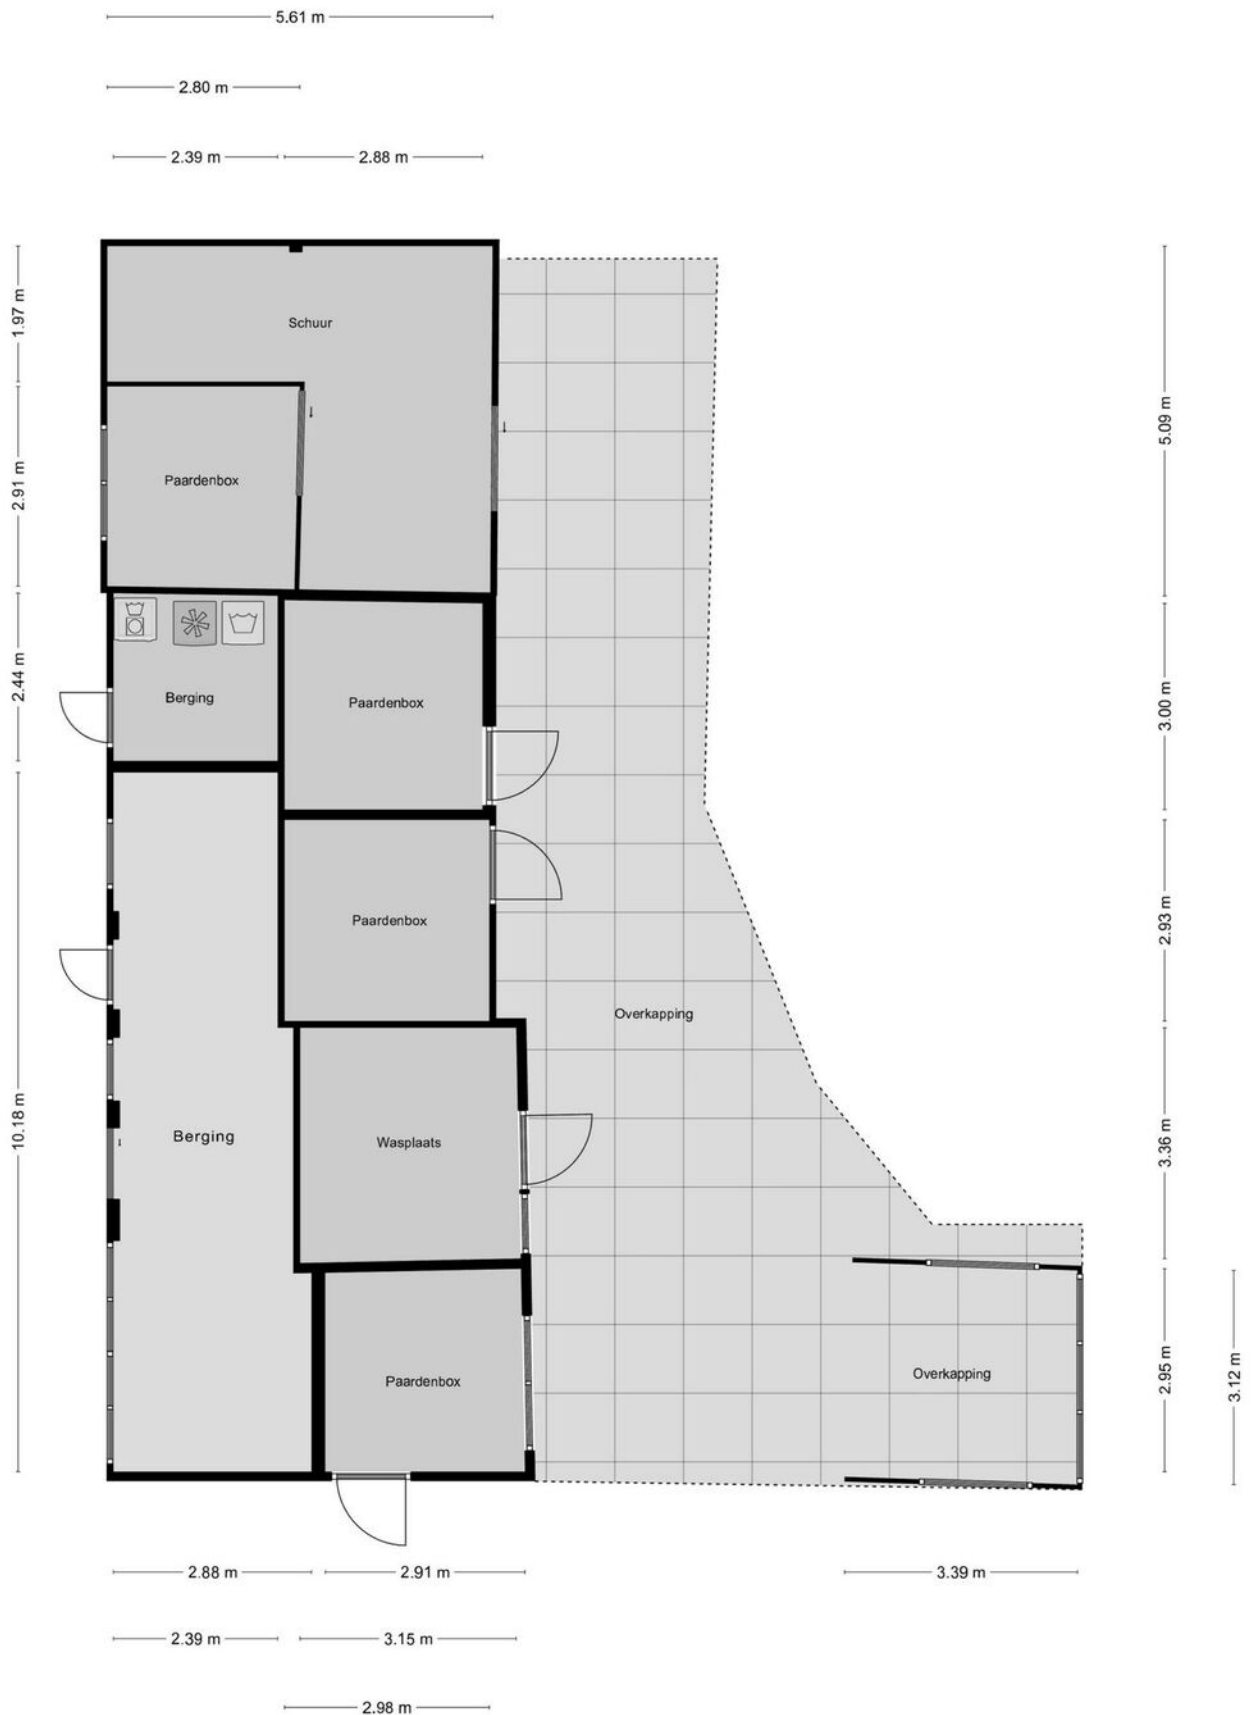 5.61 m
2.80 m
2.39 m
2.88 m
1.97 m
Schuur
5.09 m
2.91 m
Paardenbox
2.44 m
Berging
Paardenbox
3.00 m
Paardenbox
2.93 m
Overkapping
10.18 m
Berging
Wasplaats
3.36 m
Paardenbox
Overkapping
2.95 m
3.12 m
2.88 m
2.91 m
3.39 m
2.39 m
3.15 m
2.98 m